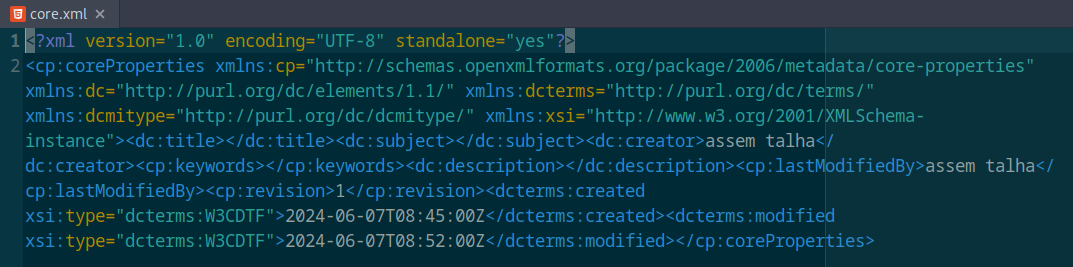 core.xml ×
1 <?xml version="1.0" encoding="UTF-8" standalone="yes"?>
2 <cp:coreProperties xmlns:cp="http://schemas.openxmlformats.org/package/2006/metadata/core-properties"
xmlns:dc="http://purl.org/dc/elements/1.1/" xmlns:dcterms="http://purl.org/dc/terms/"
xmlns:dcmitype="http://purl.org/dc/dcmitype/" xmlns:xsi="http://www.w3.org/2001/XMLSchema-
instance"><dc:title></dc:title><dc:subject></dc:subject><dc:creator>assem talha</
dc:creator><cp:keywords></cp:keywords><dc:description></dc:description><cp:lastModifiedBy>assem talha</
cp:lastModifiedBy><cp:revision>1</cp:revision><dcterms:created
xsi:type="dcterms:W3CDTF">2024-06-07T08:45:00Z</dcterms:created><dcterms:modified
xsi:type="dcterms:W3CDTF">2024-06-07T08:52:00Z</dcterms:modified></cp:coreProperties>